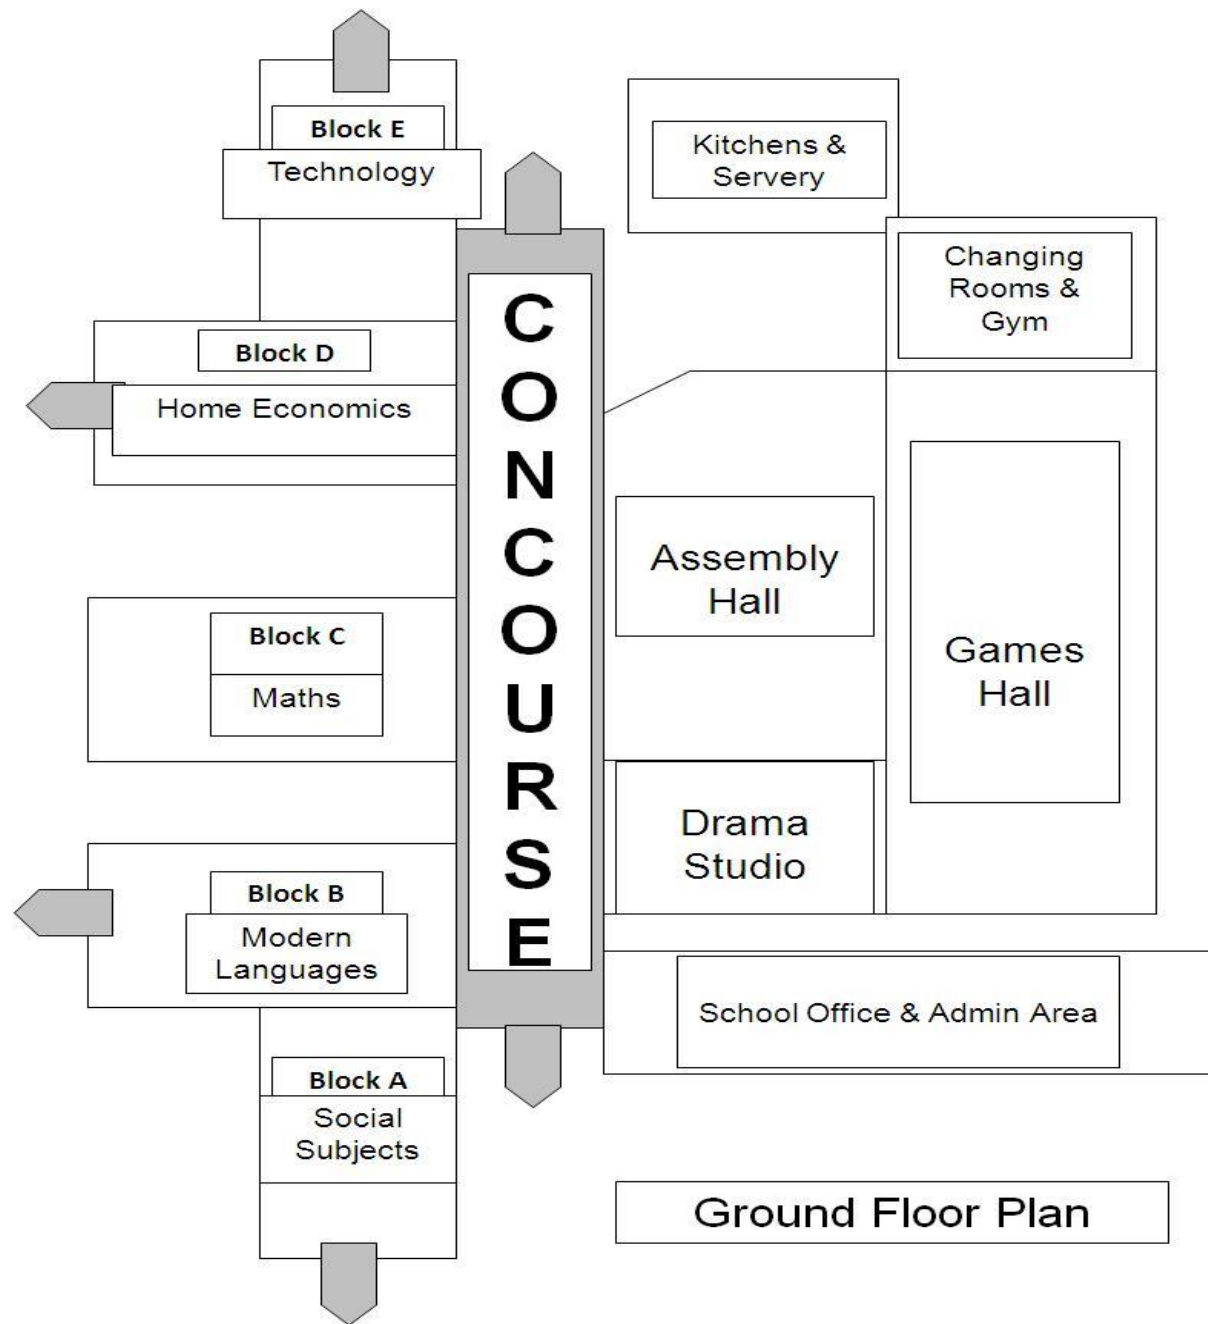 Block E
Technology
Kitchens &
Servery
Changing
Rooms &
Gym
Block D
Home Economics
CONCOURSE
Assembly
Hall
Games
Hall
Block C
Maths
Drama
Studio
Block B
Modern
Languages
School Office & Admin Area
Block A
Social
Subjects
Ground Floor Plan